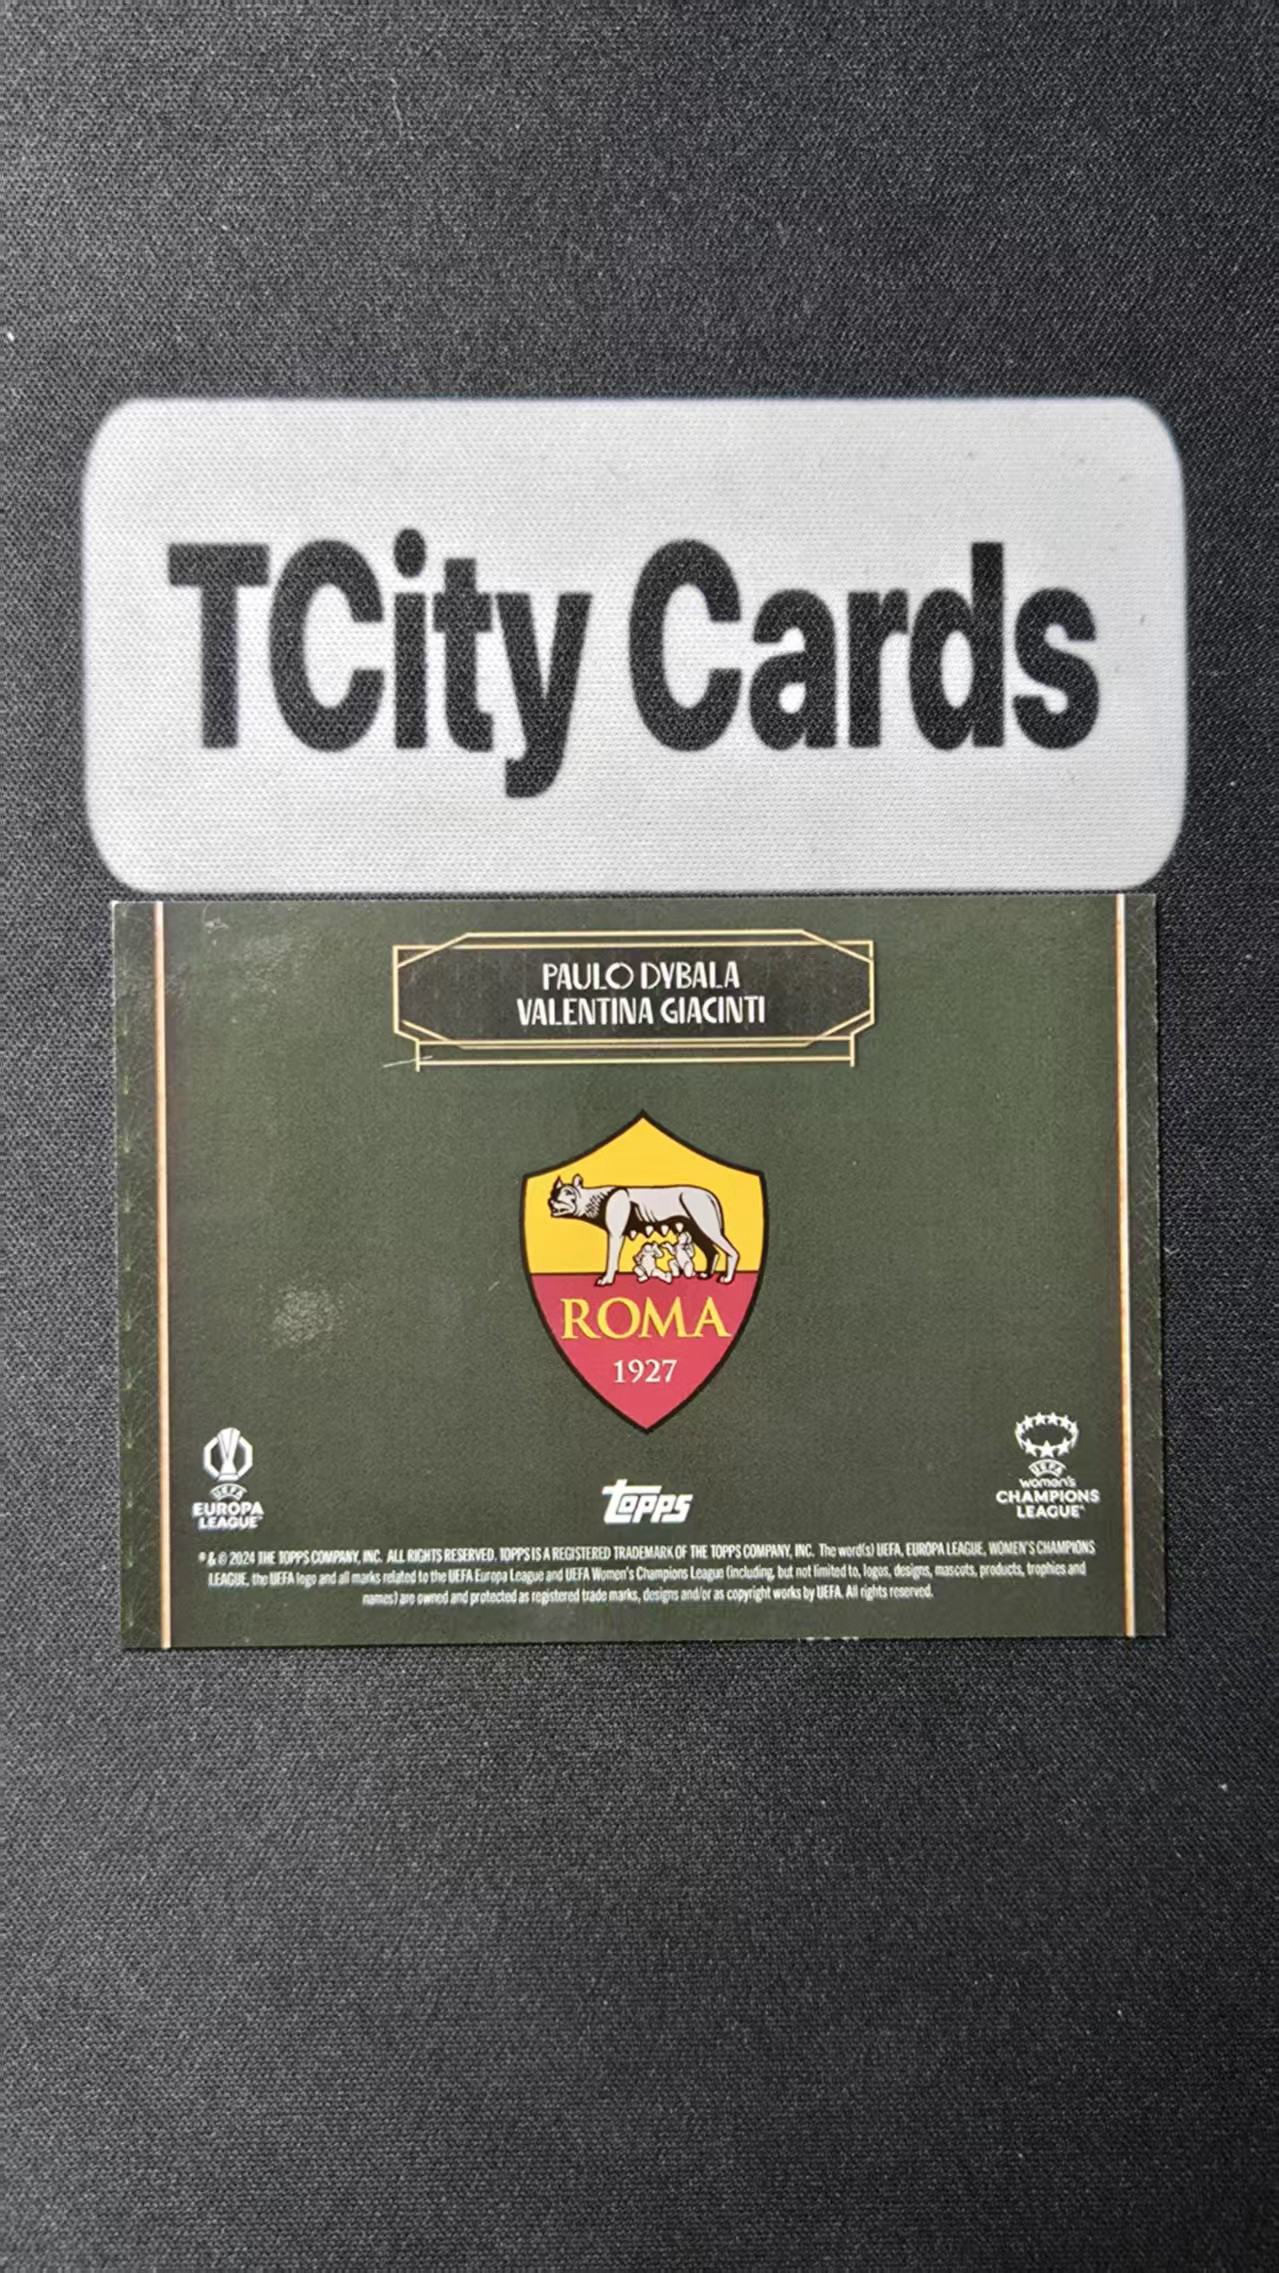 TCity Cards
PAULO DYBALA
VALENTINA GIACINTI
ROMA
1927
UEFA
EUROPA
LEAGUE
topps
UEFA
women's
CHAMPIONS
LEAGUE
® & © 2024 THE TOPPS COMPANY, INC. ALL RIGHTS RESERVED. TOPPS IS A REGISTERED TRADEMARK OF THE TOPPS COMPANY, INC. The word(s) UEFA, EUROPA LEAGUE, WOMEN'S CHAMPIONS
LEAGUE, the UEFA logo and all marks related to the UEFA Europa League and UEFA Women's Champions League (including, but not limited to, logos, designs, mascots, products, trophies and
names) are owned and protected as registered trade marks, designs and/or as copyright works by UEFA. All rights reserved.